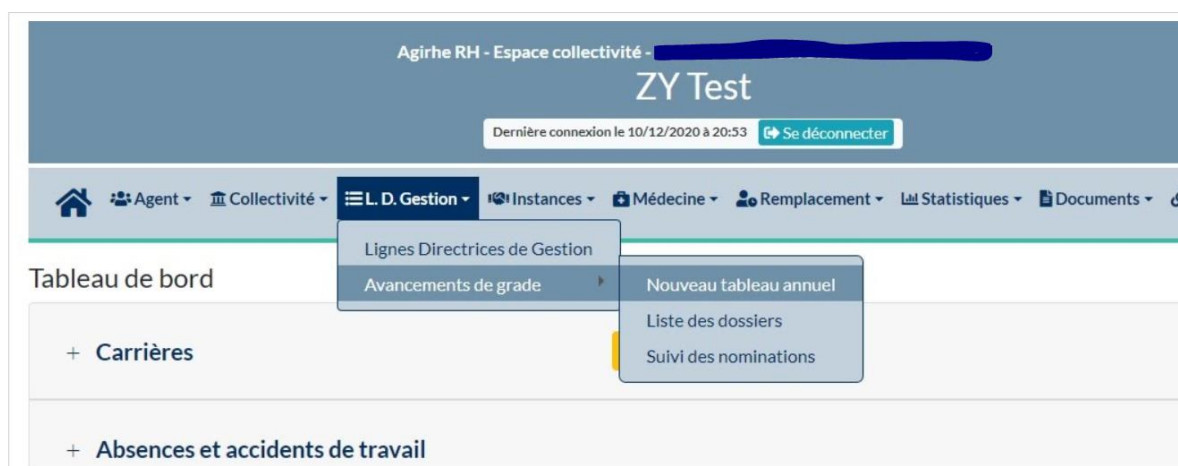 Agirhe RH - Espace collectivité -
ZY Test
Dernière connexion le 10/12/2020 à 20:53 Se déconnecter
Agent Collectivité L. D. Gestion Instances Médecine Remplacement Statistiques Documents
Lignes Directrices de Gestion
Avancements de grade
Nouveau tableau annuel
Liste des dossiers
Suivi des nominations
Tableau de bord
+ Carrières
+ Absences et accidents de travail